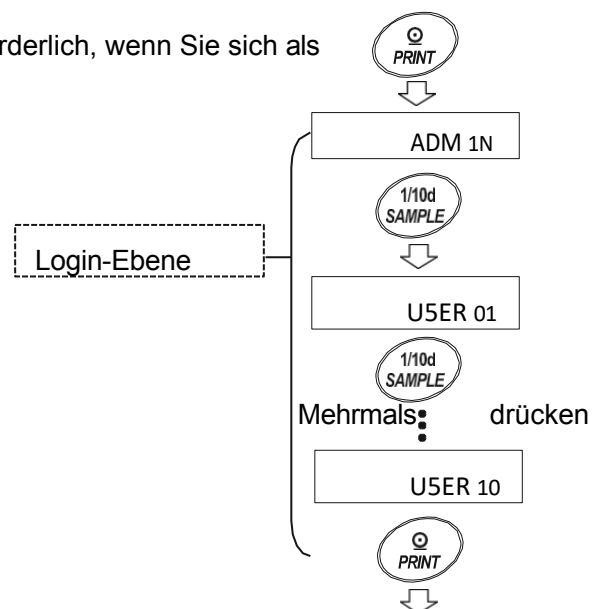 rderlich, wenn Sie sich als
PRINT
ADM 1N
1/10d
SAMPLE
Login-Ebene
U5ER 01
1/10d
SAMPLE
Mehrmals drücken
U5ER 10
PRINT